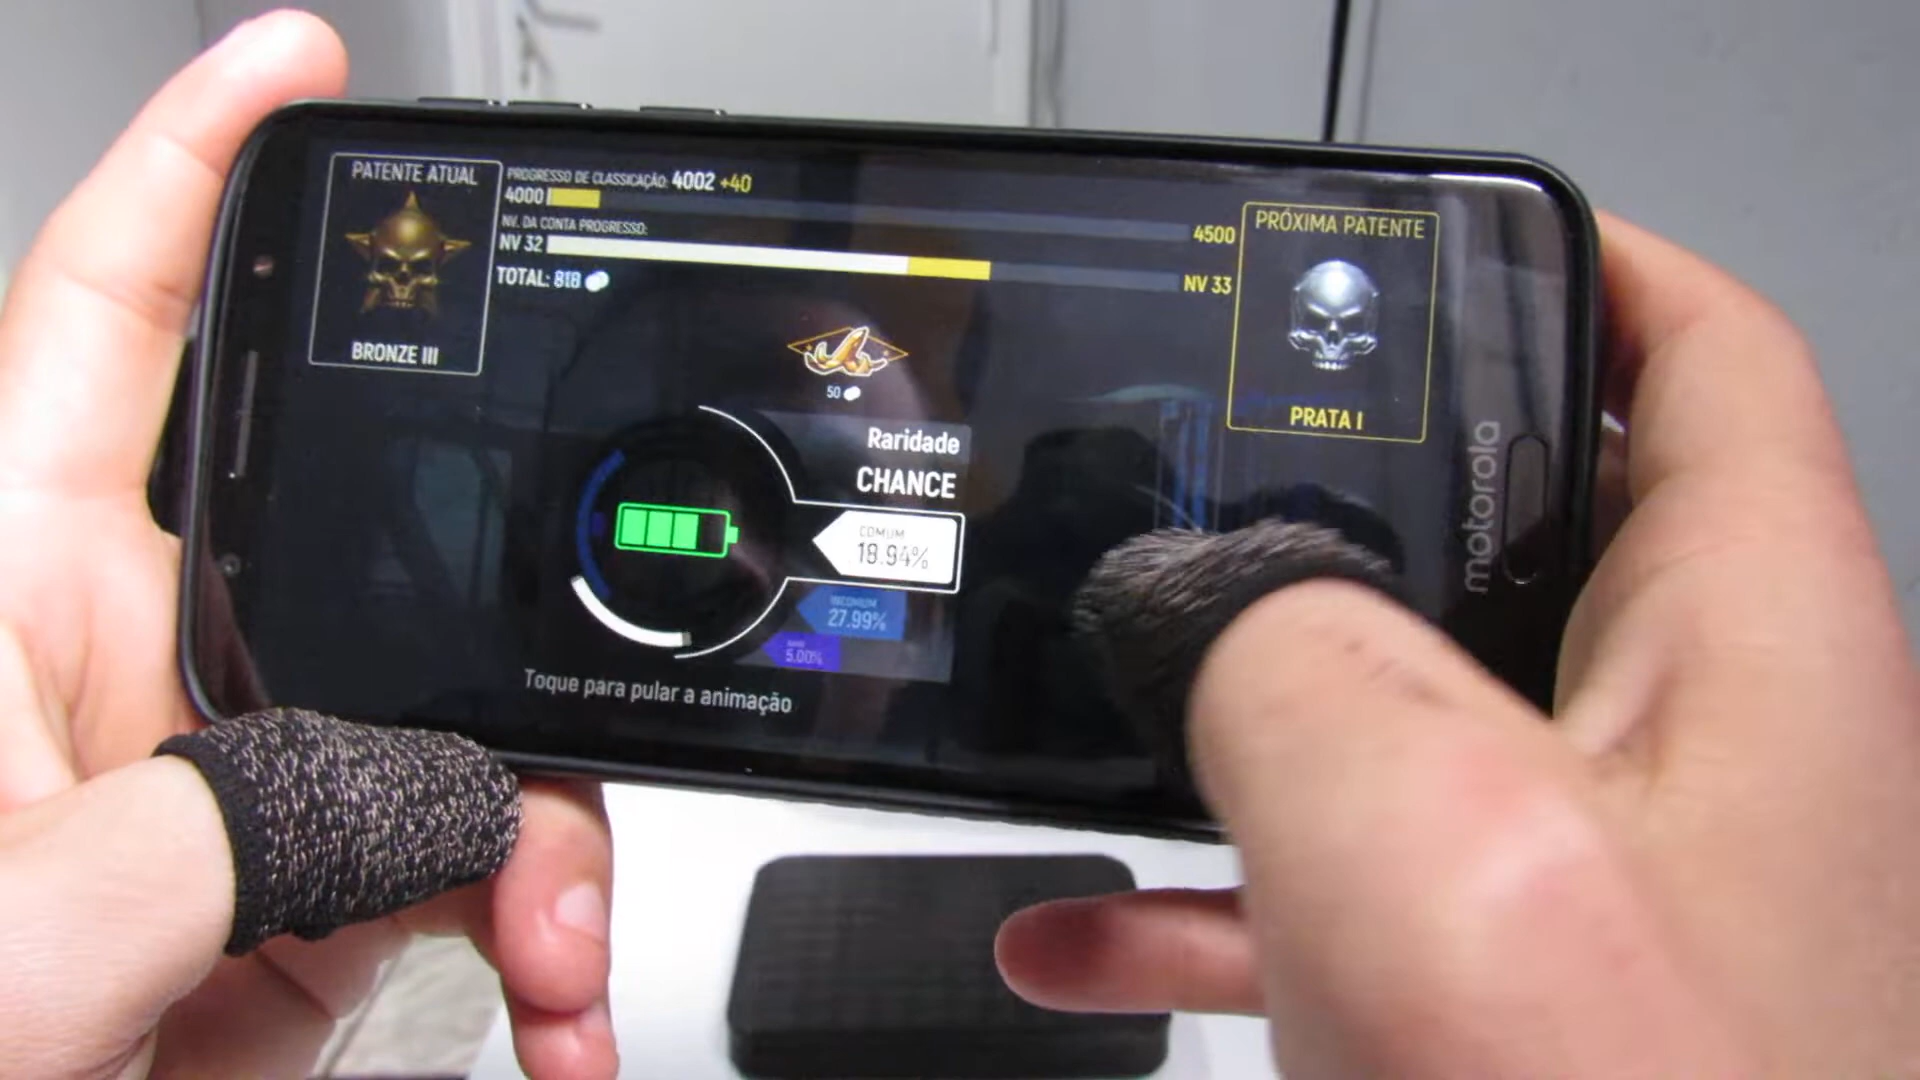 PATENTE ATUAL
BRONZE III
PROGRESSO DE CLASSICAÇÃO: 4002 +40
4000
4500
NV. DA CONTA PROGRESSO:
NV 32
NV 33
TOTAL: 818
PRÓXIMA PATENTE
PRATA I
50
Raridade
CHANCE
COMUM
18.94%
INCOMUM
27.99%
5.00%
Toque para pular a animação
motorola